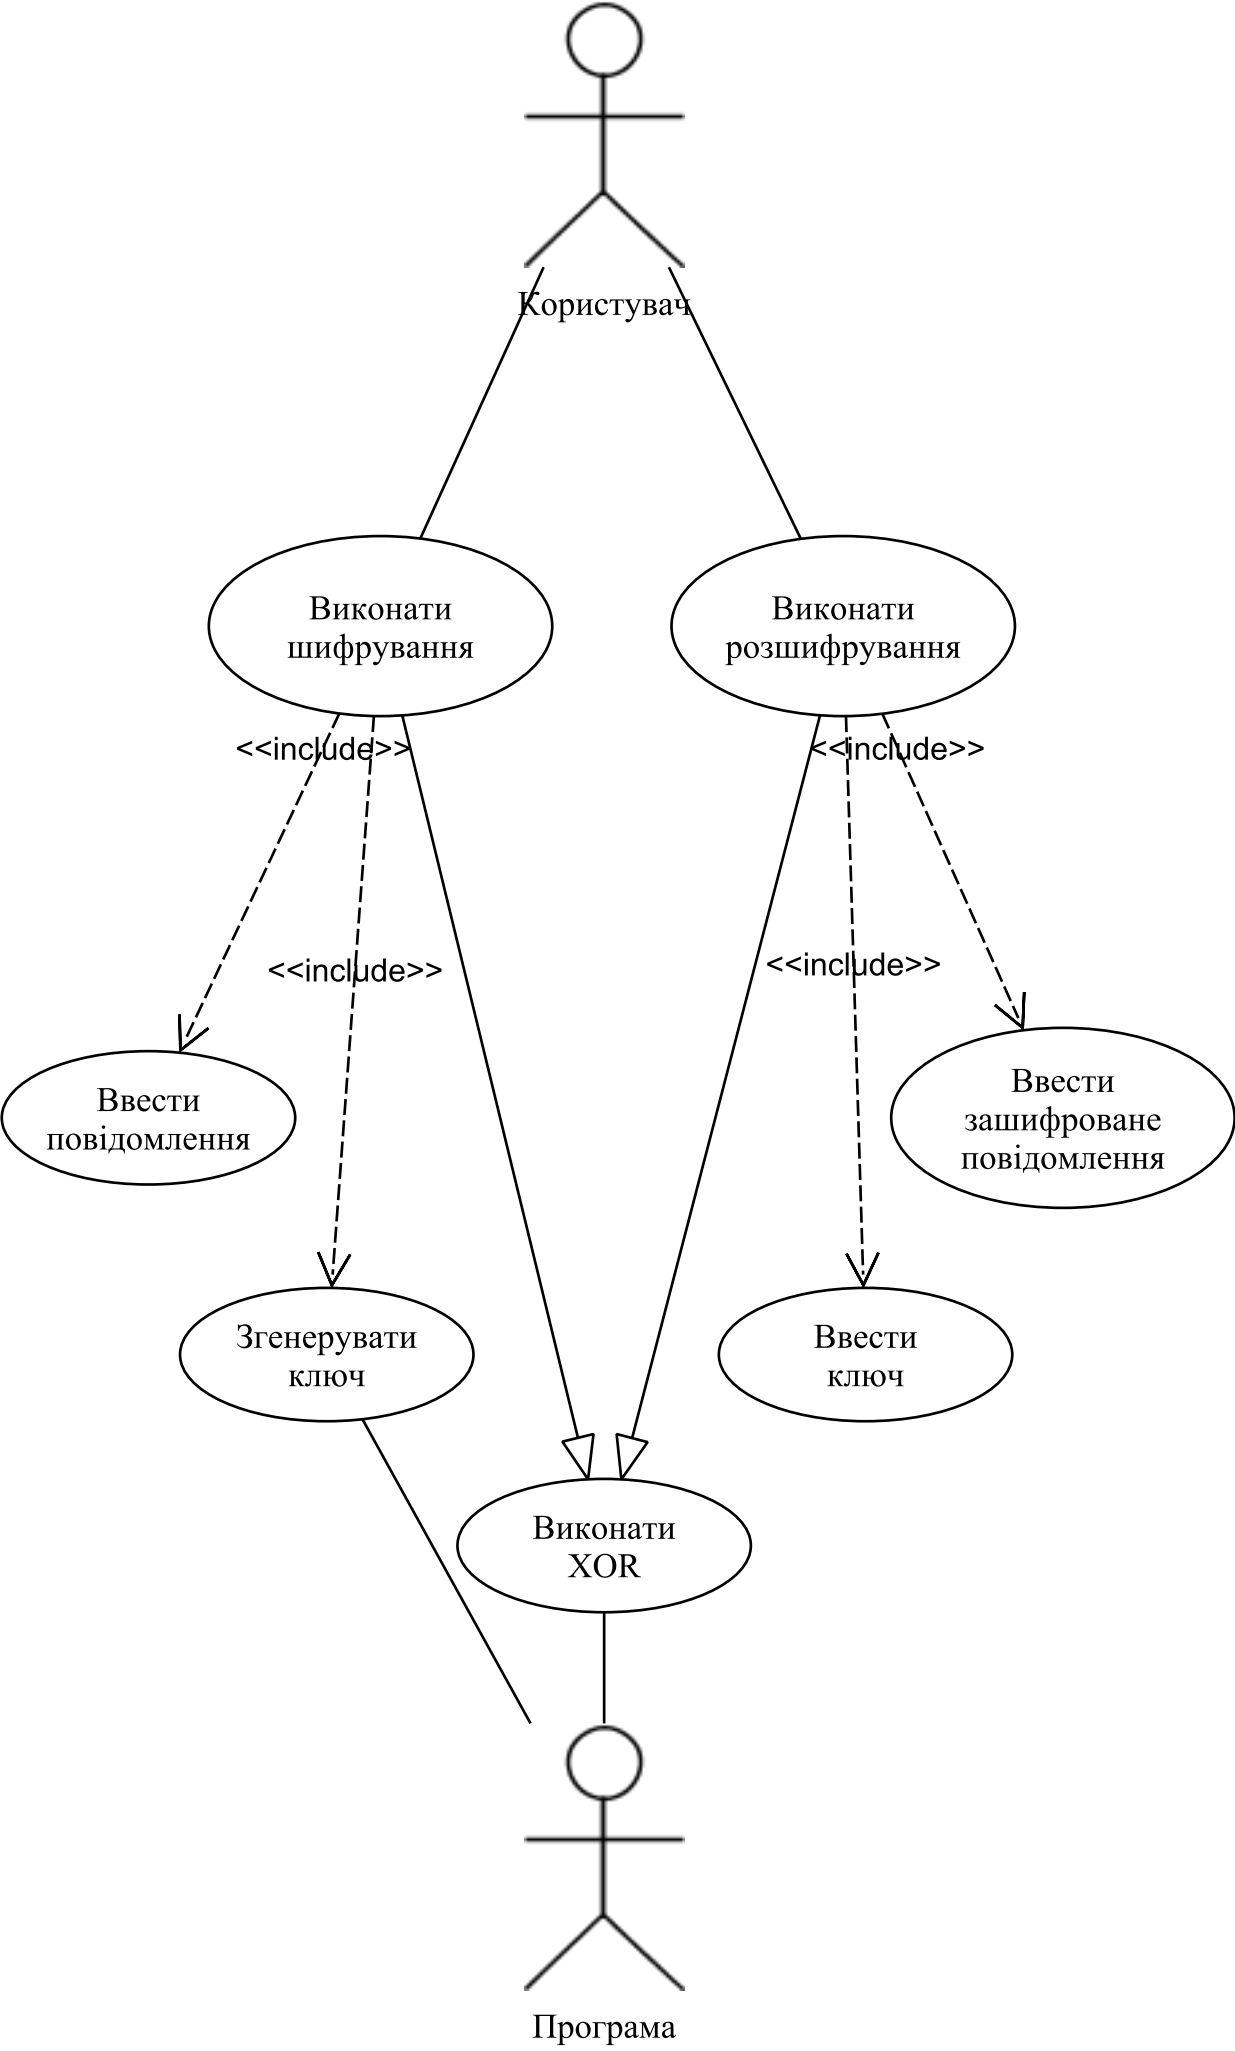 Користувач
Виконати
шифрування
Виконати
розшифрування
<<include>>
<<include>>
<<include>>
<<include>>
Ввести
повідомлення
Ввести
зашифроване
повідомлення
Згенерувати
ключ
Ввести
ключ
Виконати
XOR
Програма